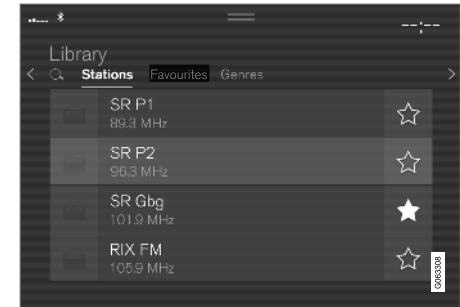 --:--
Library
Stations Favourites Genres
SR P1
89.3 MHz
SR P2
96.3 MHz
SR Gbg
101.9 MHz
RIX FM
105.9 MHz
G063308